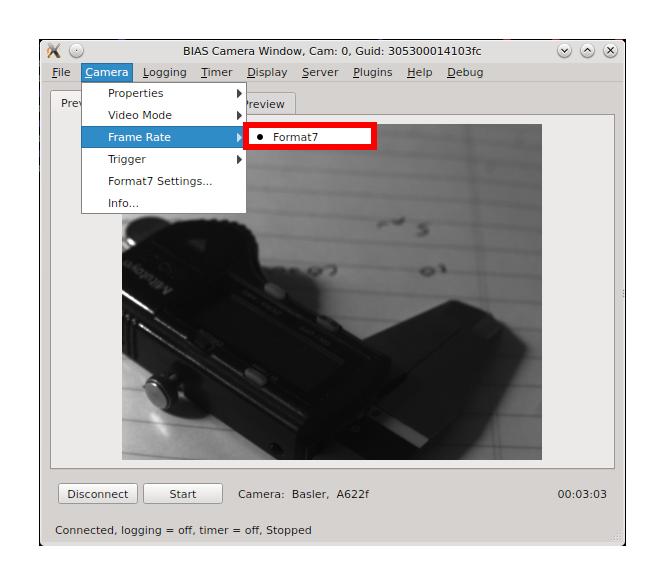 BIAS Camera Window, Cam: 0, Guid: 305300014103fc
File Camera Logging Timer Display Server Plugins Help Debug
Prev
Preview
Properties
Video Mode
Frame Rate
Format7
Trigger
Format7 Settings...
Info...
Mitutoyo
Disconnect Start Camera: Basler, A622f 00:03:03
Connected, logging = off, timer = off, Stopped